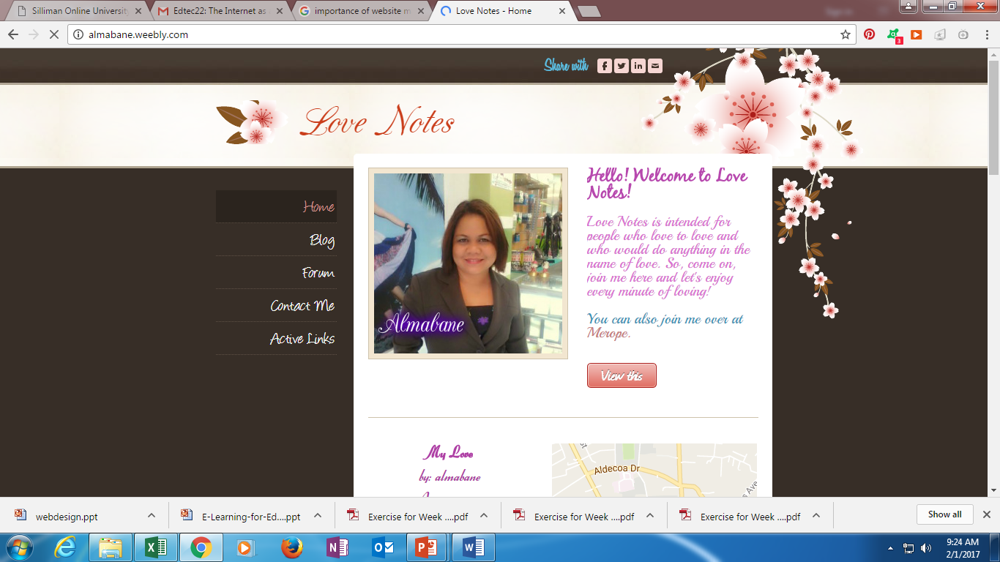 Silliman Online University
Edtec22: The Internet as
importance of website m
Love Notes - Home
almabane.weebly.com
3
Share with
Love Notes
Home
Blog
Forum
Contact Me
Active Links
Almabane
Hello! Welcome to Love
Notes!
Love Notes is intended for
people who love to love and
who would do anything in the
name of love. So, come on,
join me here and let's enjoy
every minute of loving!
You can also join me over at
Merope.
View this
My Love
by: almabane
Aldecoa Dr
St
Ave
webdesign.ppt
E-Learning-for-Ed....ppt
Exercise for Week ....pdf
Exercise for Week ....pdf
Exercise for Week ....pdf
Show all
9:24 AM
2/1/2017